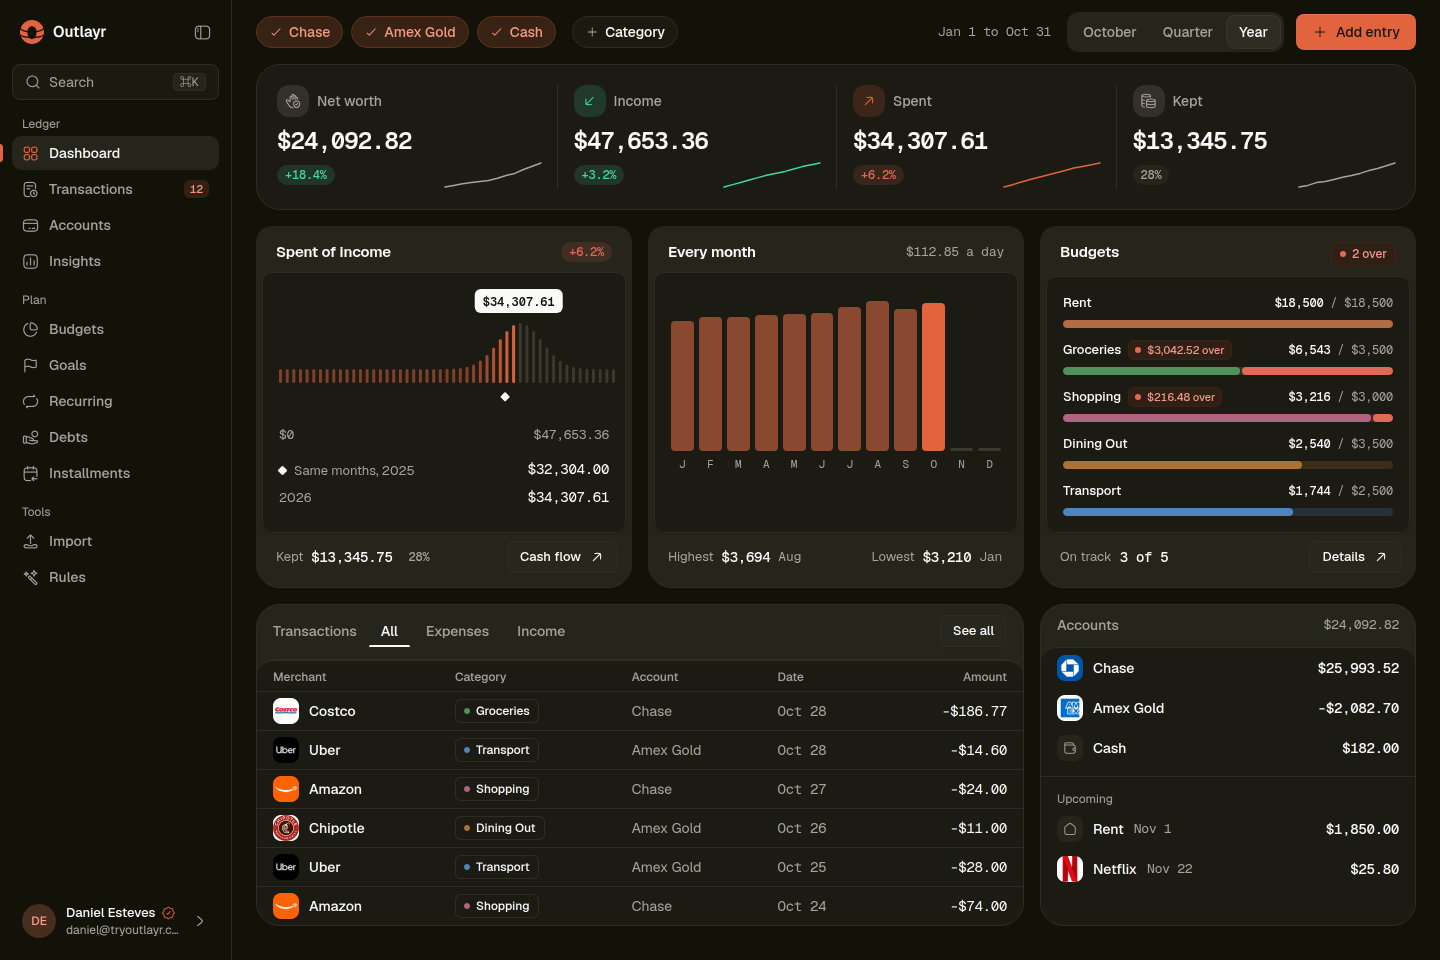 Outlayr
Search ⌘K
Ledger
Dashboard
Transactions 12
Accounts
Insights
Plan
Budgets
Goals
Recurring
Debts
Installments
Tools
Import
Rules
DE Daniel Esteves
daniel@tryoutlayr.c...
Chase Amex Gold Cash + Category
Jan 1 to Oct 31 October Quarter Year + Add entry
Net worth
$24,092.82
+18.4%
Income
$47,653.36
+3.2%
Spent
$34,307.61
+6.2%
Kept
$13,345.75
28%
Spent of Income +6.2%
$34,307.61
$0 $47,653.36
Same months, 2025 $32,304.00
2026 $34,307.61
Kept $13,345.75 28% Cash flow
Every month $112.85 a day
J F M A M J J A S O N D
Highest $3,694 Aug Lowest $3,210 Jan
Budgets 2 over
Rent $18,500 / $18,500
Groceries $3,042.52 over $6,543 / $3,500
Shopping $216.48 over $3,216 / $3,000
Dining Out $2,540 / $3,500
Transport $1,744 / $2,500
On track 3 of 5 Details
Transactions All Expenses Income See all
Merchant Category Account Date Amount
Costco Costco Groceries Chase Oct 28 -$186.77
Uber Uber Transport Amex Gold Oct 28 -$14.60
Amazon Shopping Chase Oct 27 -$24.00
Chipotle Dining Out Amex Gold Oct 26 -$11.00
Uber Uber Transport Amex Gold Oct 25 -$28.00
Amazon Shopping Chase Oct 24 -$74.00
Accounts $24,092.82
Chase $25,993.52
AM EX Amex Gold -$2,082.70
Cash $182.00
Upcoming
Rent Nov 1 $1,850.00
N Netflix Nov 22 $25.80